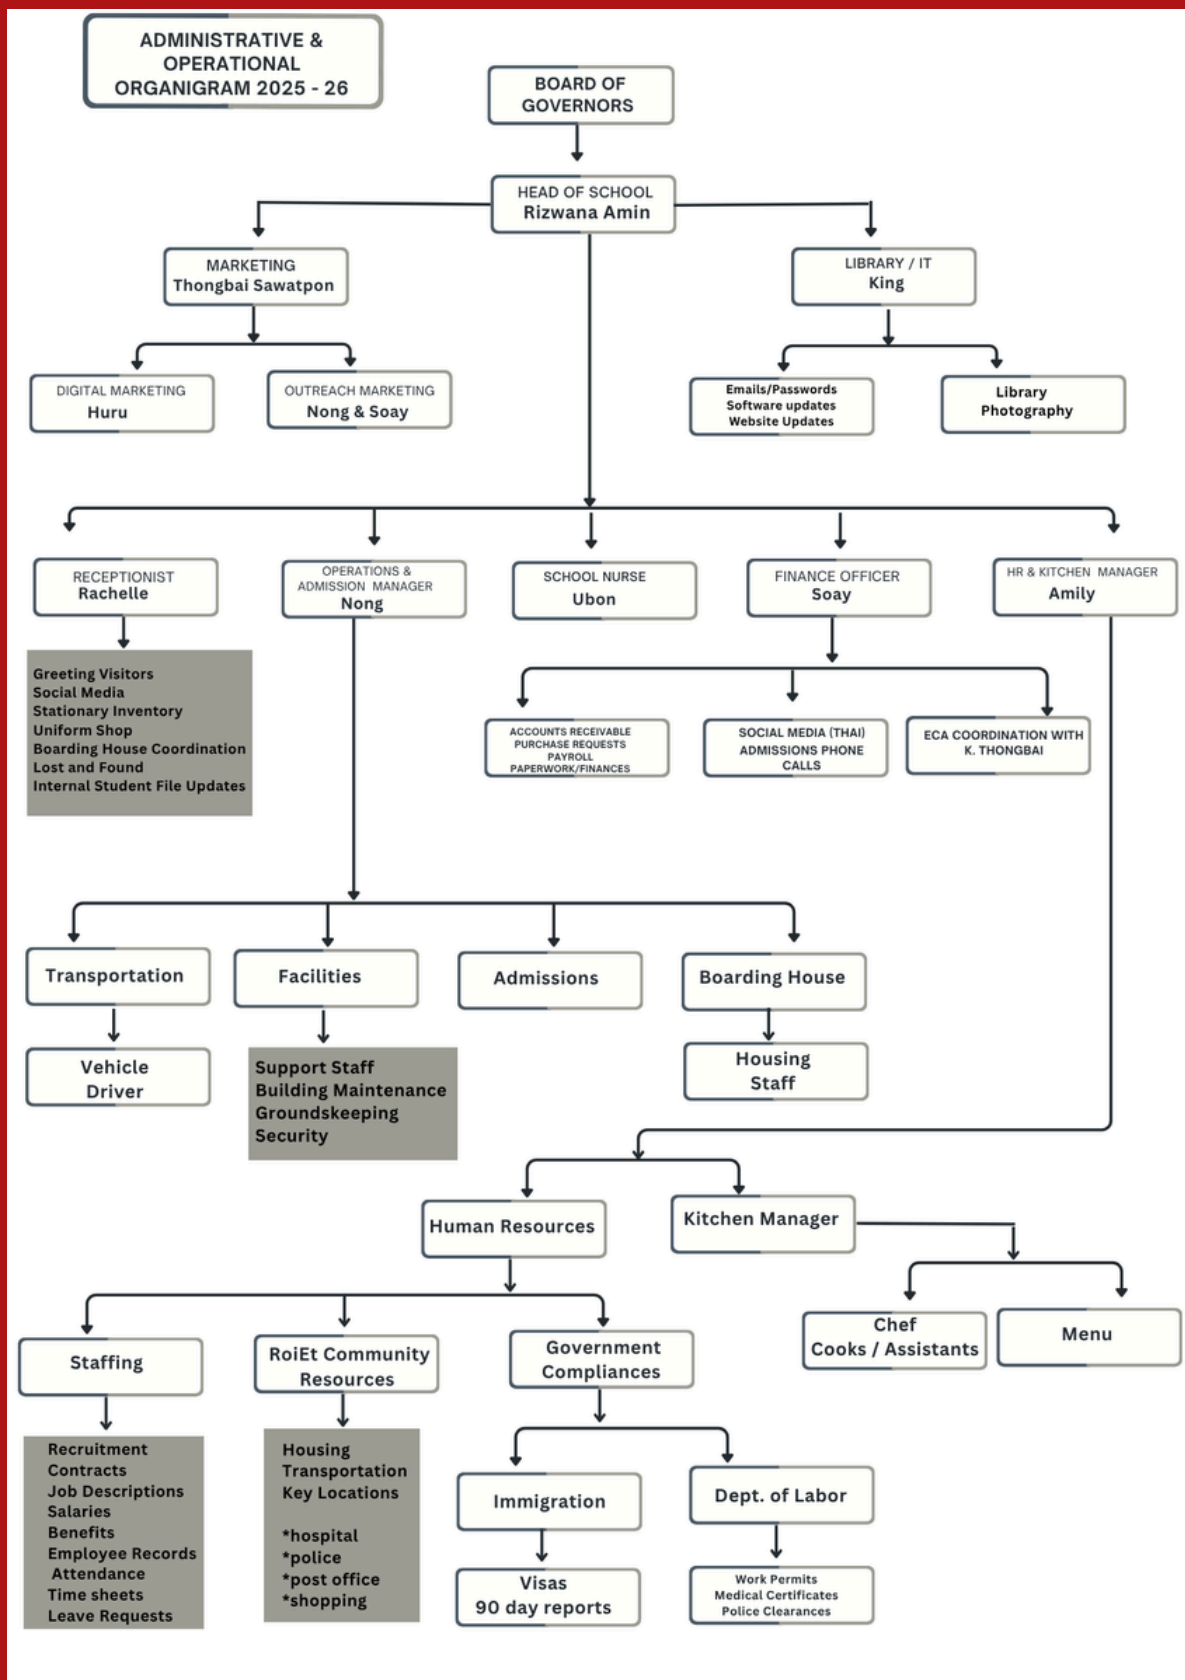 ADMINISTRATIVE &
OPERATIONAL
ORGANIGRAM 2025 - 26
BOARD OF
GOVERNORS
HEAD OF SCHOOL
Rizwana Amin
MARKETING
Thongbai Sawatpon
LIBRARY / IT
King
DIGITAL MARKETING
Huru
OUTREACH MARKETING
Nong & Soay
Emails/Passwords
Software updates
Website Updates
Library
Photography
RECEPTIONIST
Rachelle
OPERATIONS &
ADMISSION MANAGER
Nong
SCHOOL NURSE
Ubon
FINANCE OFFICER
Soay
HR & KITCHEN MANAGER
Amily
Greeting Visitors
Social Media
Stationary Inventory
Uniform Shop
Boarding House Coordination
Lost and Found
Internal Student File Updates
ACCOUNTS RECEIVABLE
PURCHASE REQUESTS
PAYROLL
PAPERWORK/FINANCES
SOCIAL MEDIA (THAI)
ADMISSIONS PHONE
CALLS
ECA COORDINATION WITH
K. THONGBAI
Transportation
Facilities
Admissions
Boarding House
Vehicle
Driver
Support Staff
Building Maintenance
Groundskeeping
Security
Housing
Staff
Human Resources
Kitchen Manager
Chef
Cooks / Assistants
Menu
Staffing
RoiEt Community
Resources
Government
Compliances
Recruitment
Contracts
Job Descriptions
Salaries
Benefits
Employee Records
Attendance
Time sheets
Leave Requests
Housing
Transportation
Key Locations
*hospital
*police
*post office
*shopping
Immigration
Dept. of Labor
Visas
90 day reports
Work Permits
Medical Certificates
Police Clearances